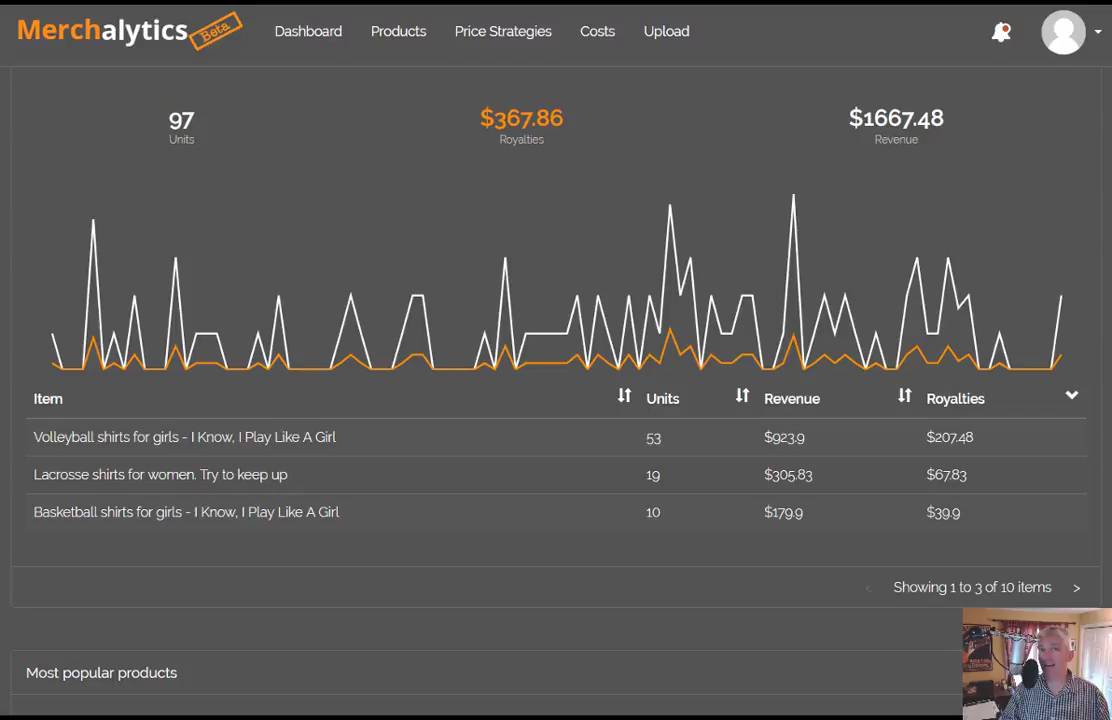 Merchalytics Beta Dashboard Products Price Strategies Costs Upload
97 $367.86 $1667.48
Units Royalties Revenue
Item Units Revenue Royalties
Volleyball shirts for girls - I Know, I Play Like A Girl 53 $923.9 $207.48
Lacrosse shirts for women. Try to keep up 19 $305.83 $67.83
Basketball shirts for girls - I Know, I Play Like A Girl 10 $179.9 $39.9
< Showing 1 to 3 of 10 items >
Most popular products